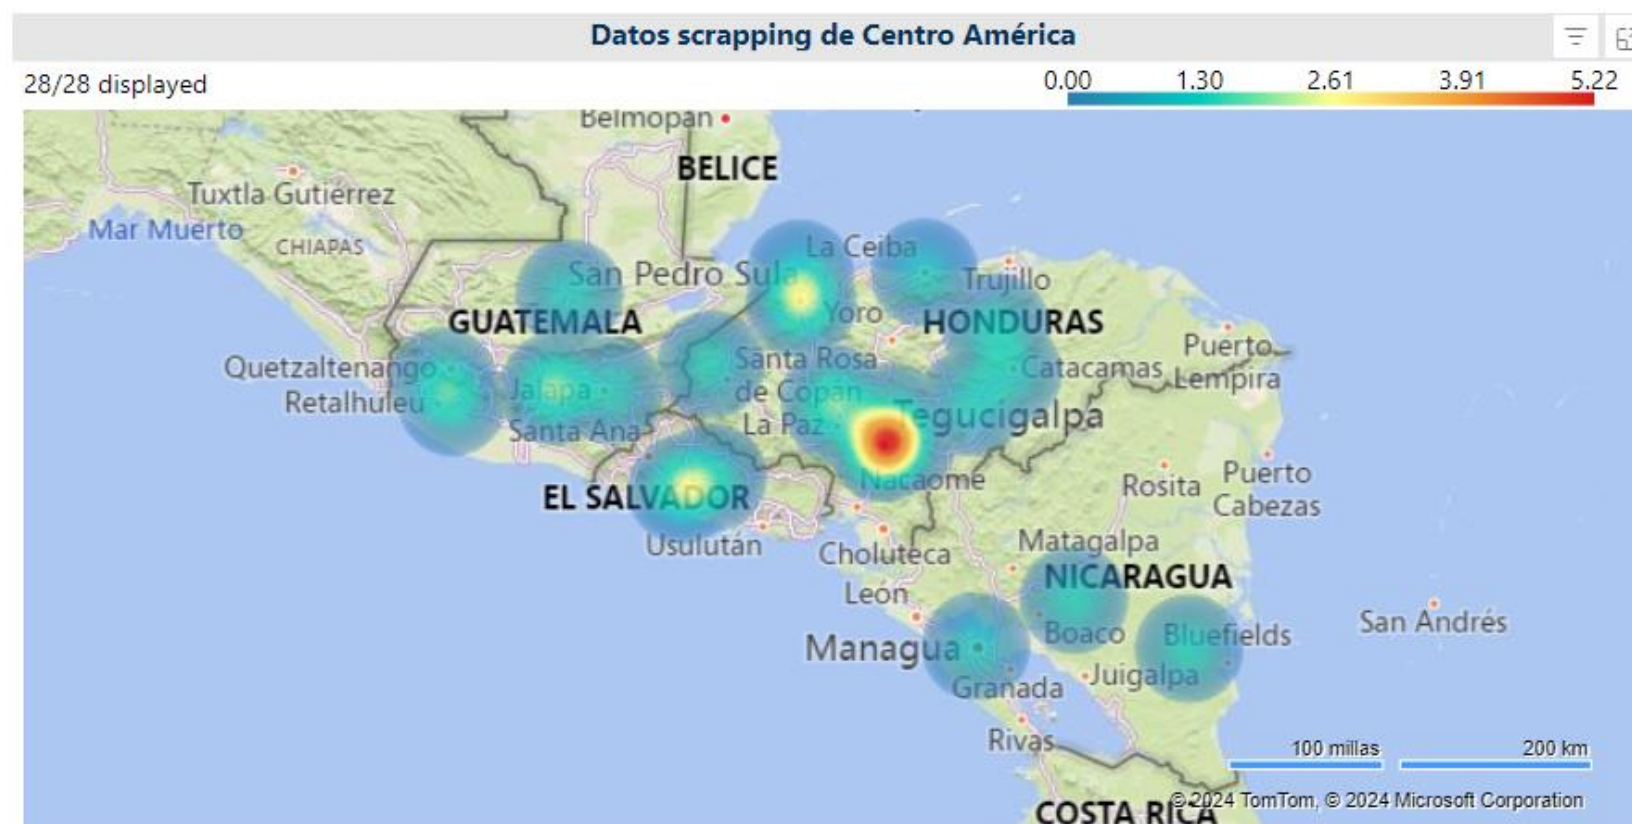 Datos scrapping de Centro América
28/28 displayed
0.00 1.30 2.61 3.91 5.22
Belmopan
BELICE
Tuxtla Gutiérrez
Mar Muerto
CHIAPAS
La Ceiba
San Pedro Sula
Trujillo
Yoro
GUATEMALA
HONDURAS
Puerto
Lempira
Quetzaltenango
Santa Rosa
de Copán
Catacamas
Retalhuleu
Jalapa
Tegucigalpa
La Paz
Santa Ana
Nacaome
Rosita
Puerto
Cabezas
EL SALVADOR
Usulután
Choluteca
Matagalpa
NICARAGUA
León
San Andrés
Boaco
Bluefields
Managua
Juigalpa
Granada
Rivas
100 millas 200 km
© 2024 TomTom, © 2024 Microsoft Corporation
COSTA RICA